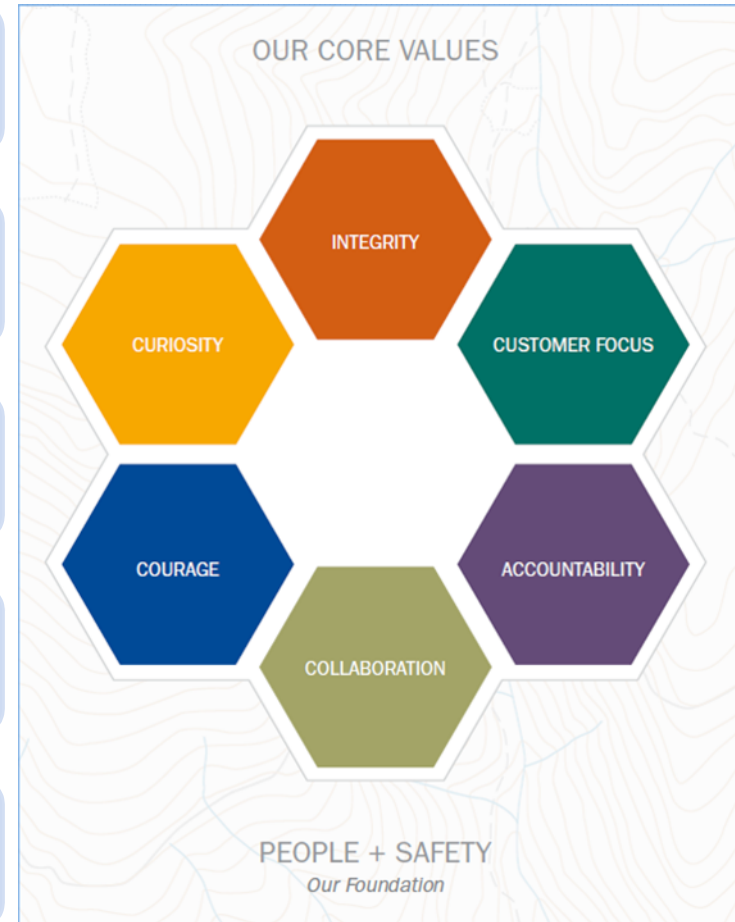 OUR CORE VALUES
INTEGRITY
CUSTOMER FOCUS
ACCOUNTABILITY
COLLABORATION
COURAGE
CURIOSITY
PEOPLE + SAFETY
Our Foundation